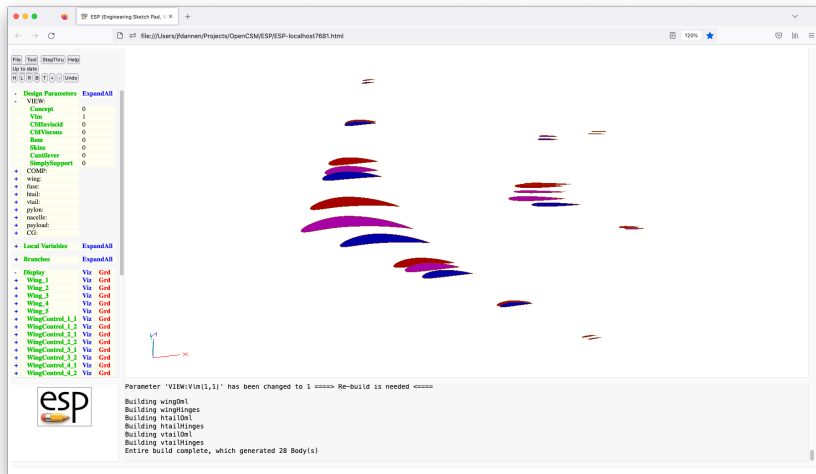 ESP (Engineering Sketch Pad, V
file:///Users/jfdannen/Projects/OpenCSM/ESP/ESP-localhost7681.html
120%
File Tool StepThru Help
Up to date
H L R B T + - Undo
- Design Parameters ExpandAll
- VIEW:
Concept 0
Vlm 1
CfdInviscid 0
CfdViscous 0
Bem 0
Skins 0
Cantilever 0
SimplySupport 0
+ COMP:
+ wing:
+ fuse:
+ htail:
+ vtail:
+ pylon:
+ nacelle:
+ payload:
+ CG:
+ Local Variables ExpandAll
+ Branches ExpandAll
- Display Viz Grd
+ Wing_1 Viz Grd
+ Wing_2 Viz Grd
+ Wing_3 Viz Grd
+ Wing_4 Viz Grd
+ Wing_5 Viz Grd
+ WingControl_1_1 Viz Grd
+ WingControl_1_2 Viz Grd
+ WingControl_2_1 Viz Grd
+ WingControl_2_2 Viz Grd
+ WingControl_3_1 Viz Grd
+ WingControl_3_2 Viz Grd
+ WingControl_4_1 Viz Grd
+ WingControl_4_2 Viz Grd
x
esp
Parameter 'VIEW:Vlm(1,1)' has been changed to 1 ====> Re-build is needed <====
Building wingOml
Building wingHinges
Building htailOml
Building htailHinges
Building vtailOml
Building vtailHinges
Entire build complete, which generated 28 Body(s)